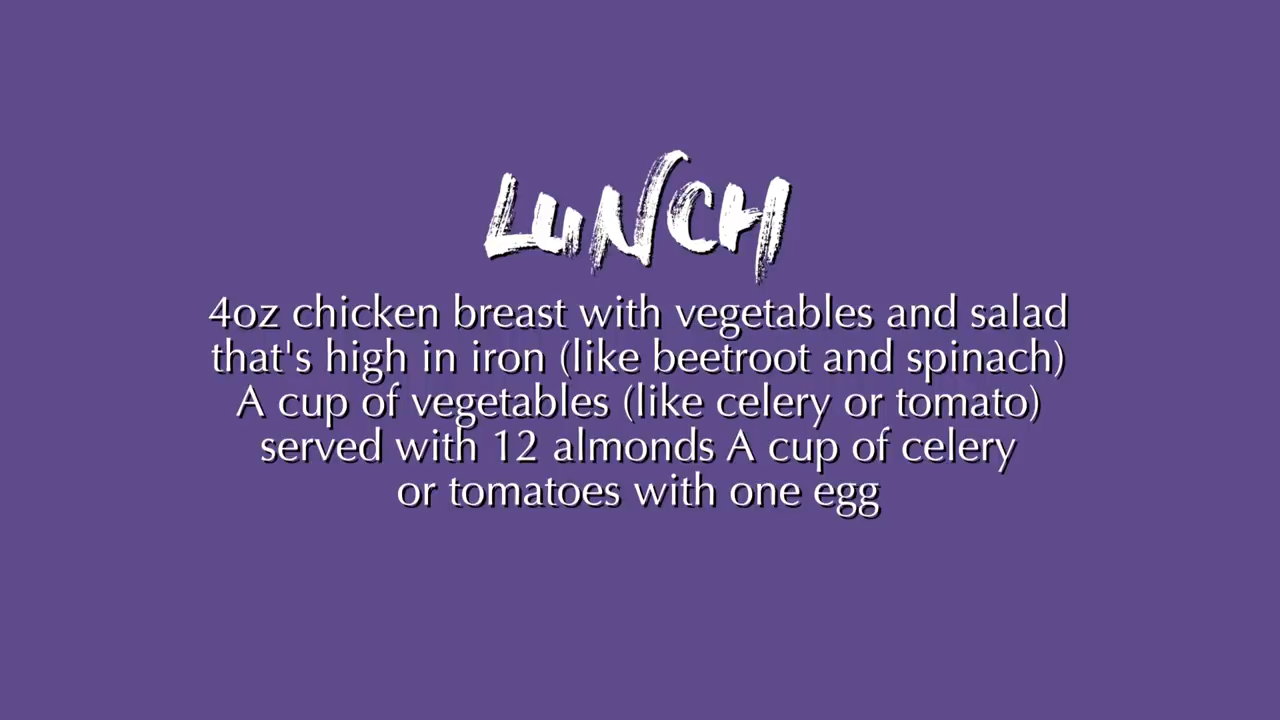 LUNCH
4oz chicken breast with vegetables and salad
that's high in iron (like beetroot and spinach)
A cup of vegetables (like celery or tomato)
served with 12 almonds A cup of celery
or tomatoes with one egg